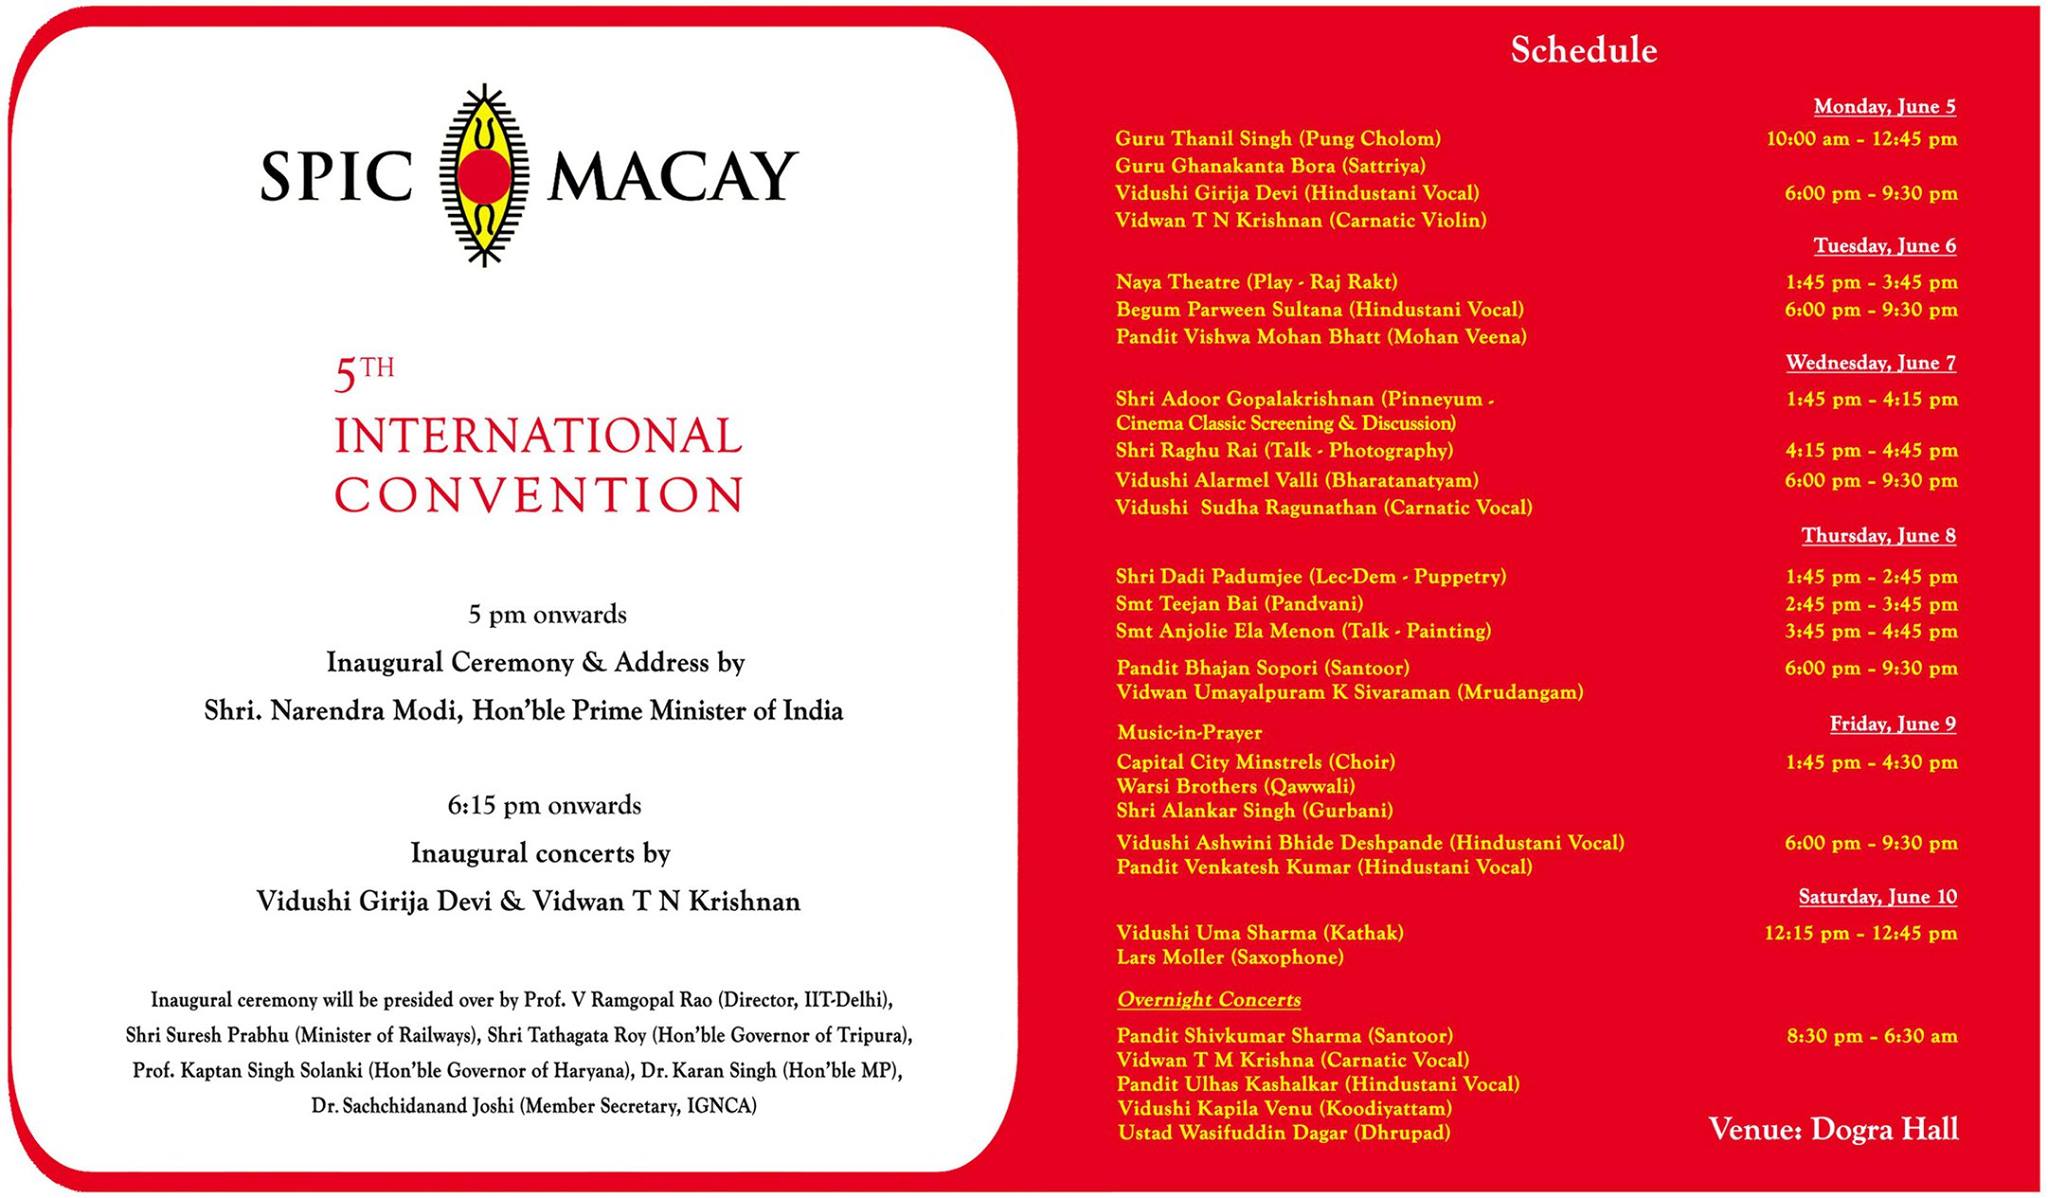 SPIC MACAY
5TH
INTERNATIONAL
CONVENTION
5 pm onwards
Inaugural Ceremony & Address by
Shri. Narendra Modi, Hon'ble Prime Minister of India
6:15 pm onwards
Inaugural concerts by
Vidushi Girija Devi & Vidwan T N Krishnan
Inaugural ceremony will be presided over by Prof. V Ramgopal Rao (Director, IIT-Delhi),
Shri Suresh Prabhu (Minister of Railways), Shri Tathagata Roy (Hon'ble Governor of Tripura),
Prof. Kaptan Singh Solanki (Hon'ble Governor of Haryana), Dr. Karan Singh (Hon'ble MP),
Dr. Sachchidanand Joshi (Member Secretary, IGNCA)
Schedule
Monday, June 5
Guru Thanil Singh (Pung Cholom) 10:00 am - 12:45 pm
Guru Ghanakanta Bora (Sattriya)
Vidushi Girija Devi (Hindustani Vocal) 6:00 pm - 9:30 pm
Vidwan T N Krishnan (Carnatic Violin)
Tuesday, June 6
Naya Theatre (Play - Raj Rakt) 1:45 pm - 3:45 pm
Begum Parween Sultana (Hindustani Vocal) 6:00 pm - 9:30 pm
Pandit Vishwa Mohan Bhatt (Mohan Veena)
Wednesday, June 7
Shri Adoor Gopalakrishnan (Pinneyum - 1:45 pm - 4:15 pm
Cinema Classic Screening & Discussion)
Shri Raghu Rai (Talk - Photography) 4:15 pm - 4:45 pm
Vidushi Alarmel Valli (Bharatanatyam) 6:00 pm - 9:30 pm
Vidushi Sudha Ragunathan (Carnatic Vocal)
Thursday, June 8
Shri Dadi Padumjee (Lec-Dem - Puppetry) 1:45 pm - 2:45 pm
Smt Teejan Bai (Pandvani) 2:45 pm - 3:45 pm
Smt Anjolie Ela Menon (Talk - Painting) 3:45 pm - 4:45 pm
Pandit Bhajan Sopori (Santoor) 6:00 pm - 9:30 pm
Vidwan Umayalpuram K Sivaraman (Mrudangam)
Friday, June 9
Music-in-Prayer
Capital City Minstrels (Choir) 1:45 pm - 4:30 pm
Warsi Brothers (Qawwali)
Shri Alankar Singh (Gurbani)
Vidushi Ashwini Bhide Deshpande (Hindustani Vocal) 6:00 pm - 9:30 pm
Pandit Venkatesh Kumar (Hindustani Vocal)
Saturday, June 10
Vidushi Uma Sharma (Kathak) 12:15 pm - 12:45 pm
Lars Moller (Saxophone)
Overnight Concerts
Pandit Shivkumar Sharma (Santoor) 8:30 pm - 6:30 am
Vidwan T M Krishna (Carnatic Vocal)
Pandit Ulhas Kashalkar (Hindustani Vocal)
Vidushi Kapila Venu (Koodiyattam)
Ustad Wasifuddin Dagar (Dhrupad)
Venue: Dogra Hall